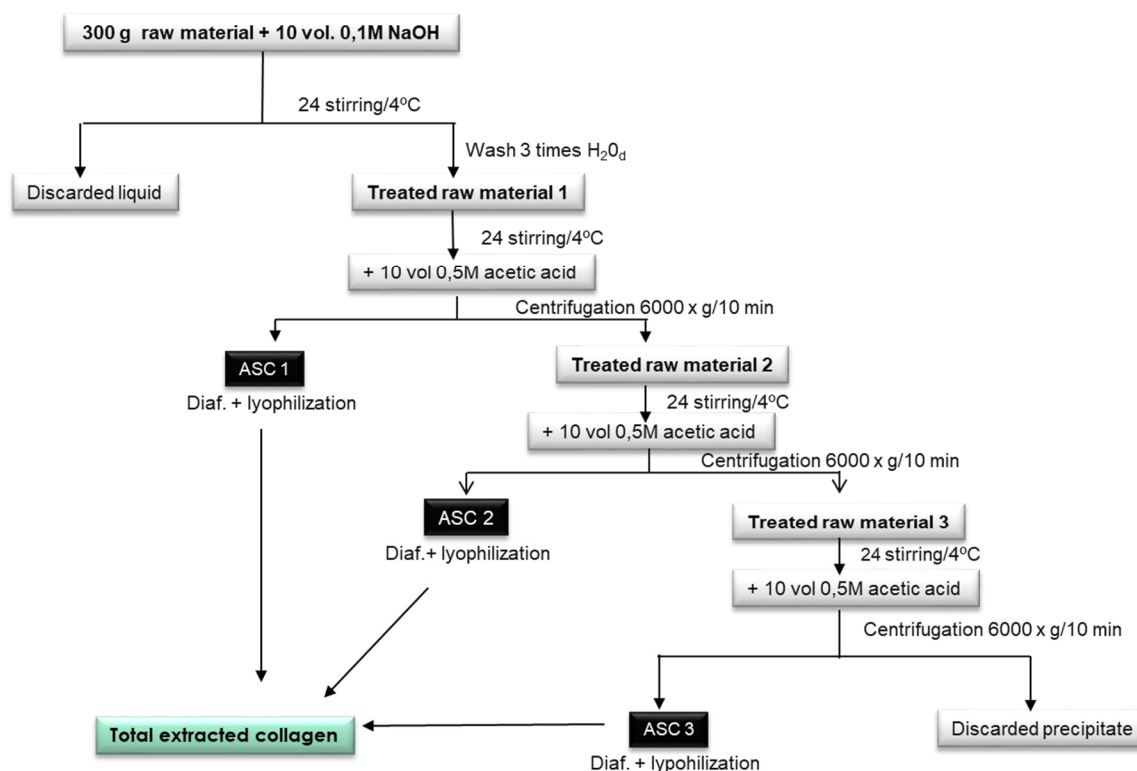 300 g raw material + 10 vol. 0,1M NaOH
24 stirring/4ºC
Wash 3 times H₂0d
Discarded liquid
Treated raw material 1
24 stirring/4ºC
+ 10 vol 0,5M acetic acid
Centrifugation 6000 x g/10 min
ASC 1
Treated raw material 2
Diaf. + lyophilization
24 stirring/4ºC
+ 10 vol 0,5M acetic acid
Centrifugation 6000 x g/10 min
ASC 2
Treated raw material 3
Diaf.+ lyophilization
24 stirring/4ºC
+ 10 vol 0,5M acetic acid
Centrifugation 6000 x g/10 min
Total extracted collagen
ASC 3
Discarded precipitate
Diaf. + lypohilization